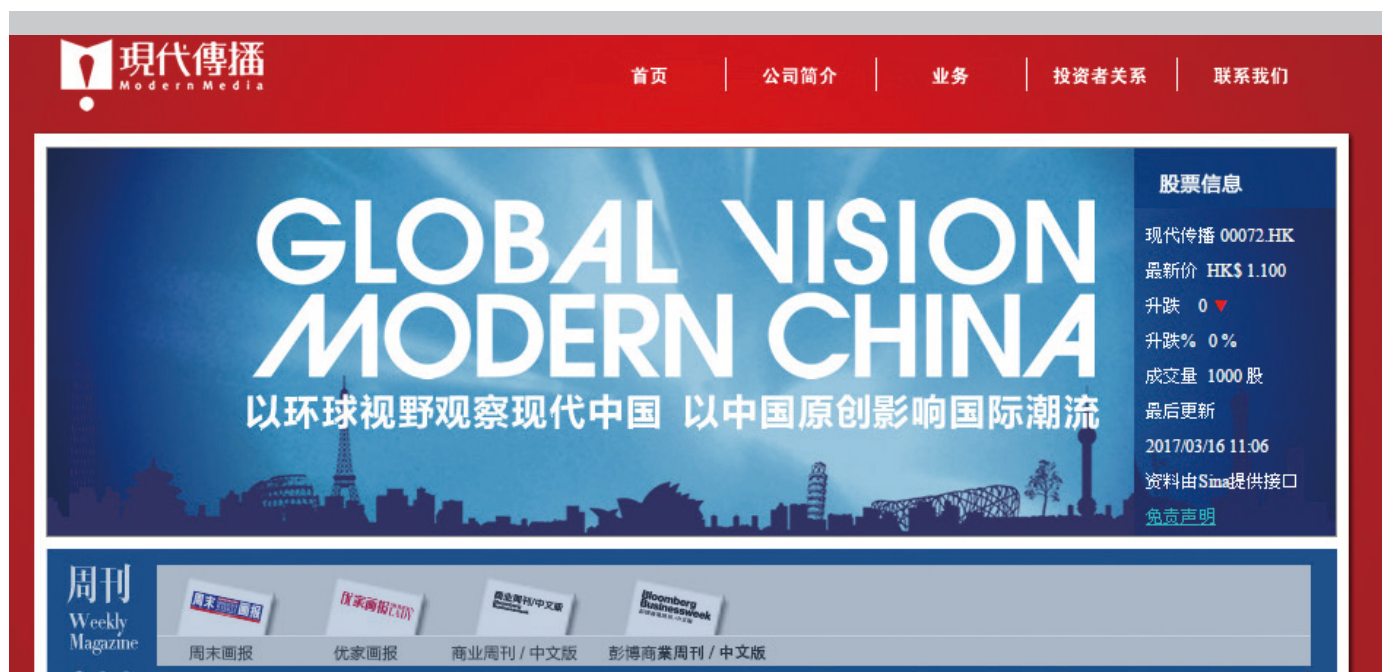 現代傳播
Modern Media
首页
公司简介
业务
投资者关系
联系我们
GLOBAL VISION
MODERN CHINA
以环球视野观察现代中国 以中国原创影响国际潮流
股票信息
现代传播 00072.HK
最新价 HK$ 1.100
升跌 0
升跌% 0 %
成交量 1000 股
最后更新
2017/03/16 11:06
资料由Sina提供接口
免责声明
周刊
Weekly
Magazine
周末画报
优家画报
商业周刊/中文版
Bloomberg
Businessweek
周末画报
优家画报
商业周刊 / 中文版
彭博商業周刊 / 中文版